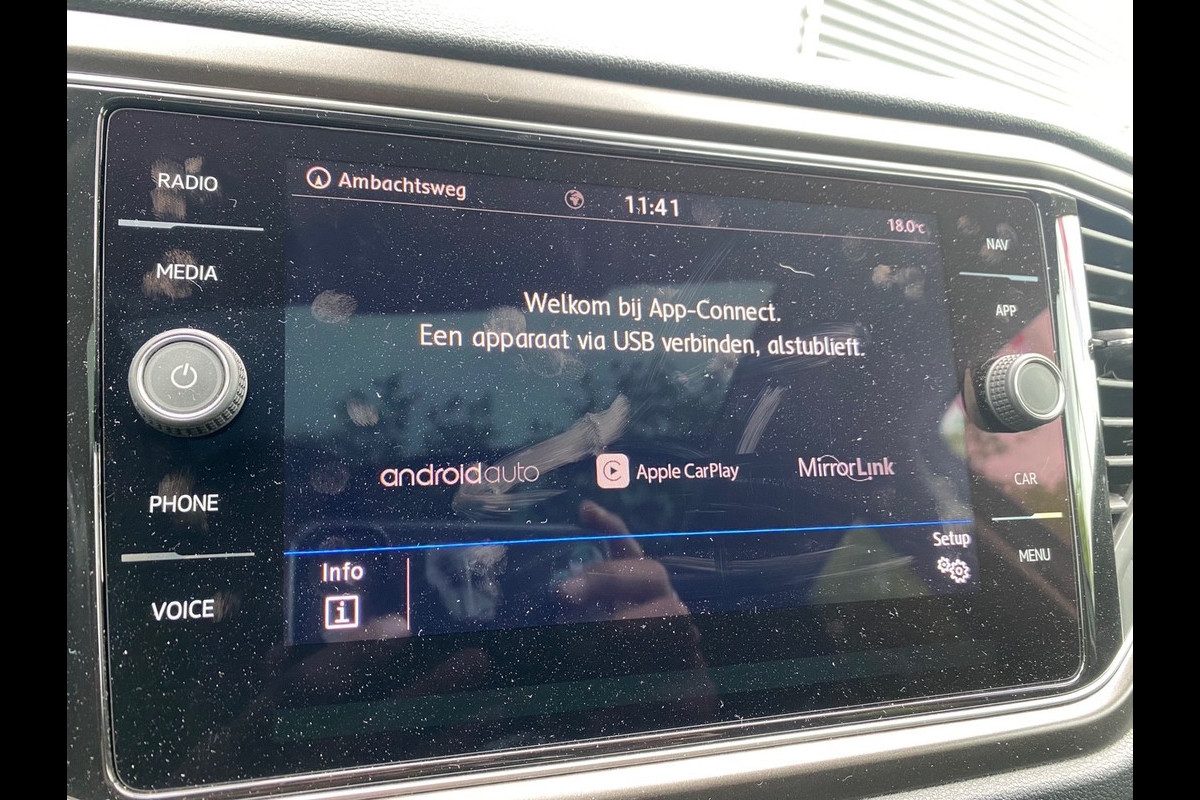 RADIO
MEDIA
PHONE
VOICE
Ambachtsweg
11:41
18.0°C
Welkom bij App-Connect.
Een apparaat via USB verbinden, alstublieft.
androidauto
Apple CarPlay
MirrorLink
Info
i
Setup
NAV
APP
CAR
MENU